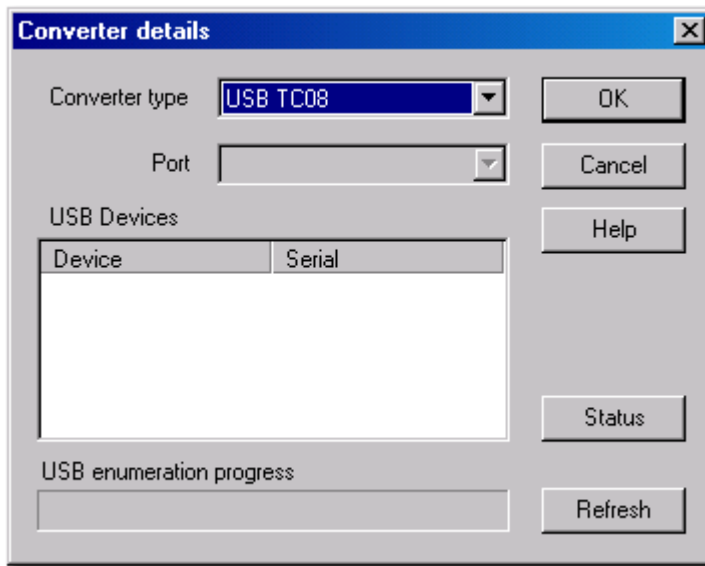 Converter details
Converter type USB TC08 OK
Port Cancel
USB Devices Help
Device Serial
Status
USB enumeration progress
Refresh